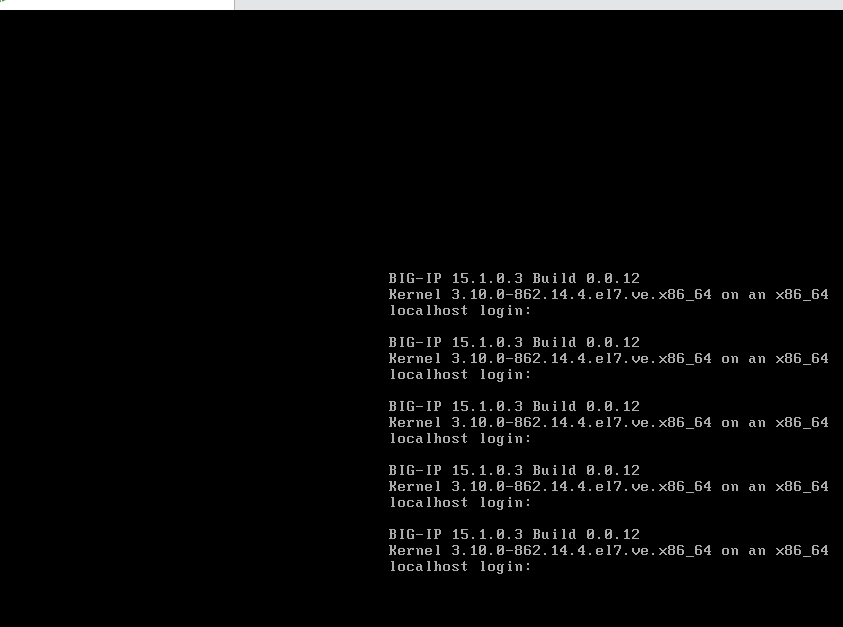 BIG-IP 15.1.0.3 Build 0.0.12
Kernel 3.10.0-862.14.4.el7.ve.x86_64 on an x86_64
localhost login:
BIG-IP 15.1.0.3 Build 0.0.12
Kernel 3.10.0-862.14.4.el7.ve.x86_64 on an x86_64
localhost login:
BIG-IP 15.1.0.3 Build 0.0.12
Kernel 3.10.0-862.14.4.el7.ve.x86_64 on an x86_64
localhost login:
BIG-IP 15.1.0.3 Build 0.0.12
Kernel 3.10.0-862.14.4.el7.ve.x86_64 on an x86_64
localhost login:
BIG-IP 15.1.0.3 Build 0.0.12
Kernel 3.10.0-862.14.4.el7.ve.x86_64 on an x86_64
localhost login: